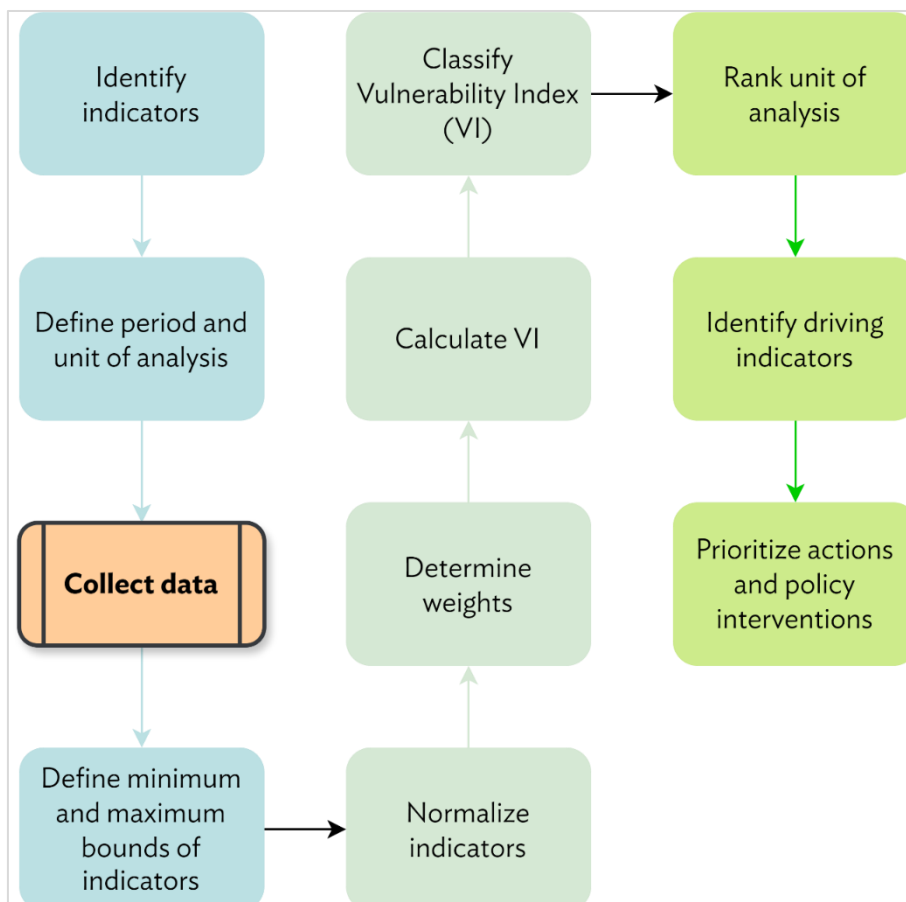 Identify
indicators
Define period and
unit of analysis
Collect data
Define minimum
and maximum
bounds of
indicators
Normalize
indicators
Determine
weights
Calculate VI
Classify
Vulnerability Index
(VI)
Rank unit of
analysis
Identify driving
indicators
Prioritize actions
and policy
interventions